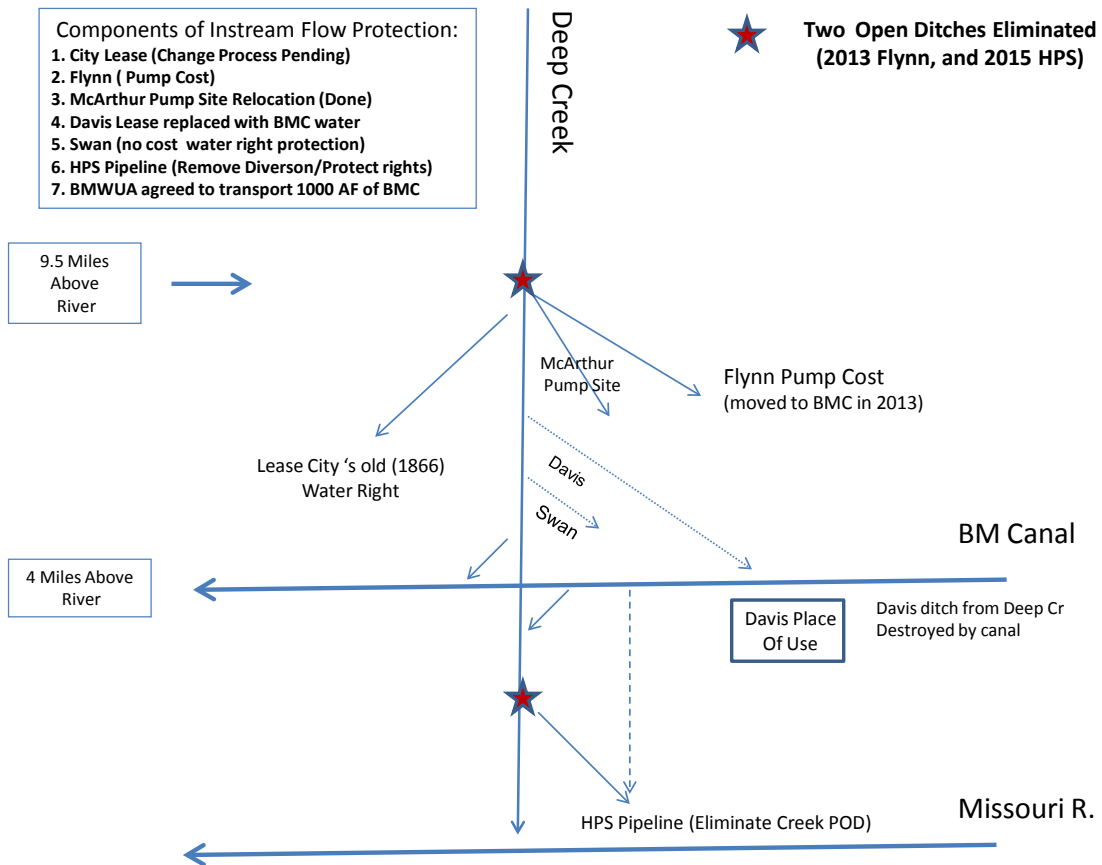 Components of Instream Flow Protection:
1. City Lease (Change Process Pending)
2. Flynn ( Pump Cost)
3. McArthur Pump Site Relocation (Done)
4. Davis Lease replaced with BMC water
5. Swan (no cost water right protection)
6. HPS Pipeline (Remove Diverson/Protect rights)
7. BMWUA agreed to transport 1000 AF of BMC
Deep Creek
Two Open Ditches Eliminated
(2013 Flynn, and 2015 HPS)
9.5 Miles
Above
River
McArthur
Pump Site
Flynn Pump Cost
(moved to BMC in 2013)
Lease City 's old (1866)
Water Right
Davis
Swan
BM Canal
4 Miles Above
River
Davis Place
Of Use
Davis ditch from Deep Cr
Destroyed by canal
HPS Pipeline (Eliminate Creek POD)
Missouri R.